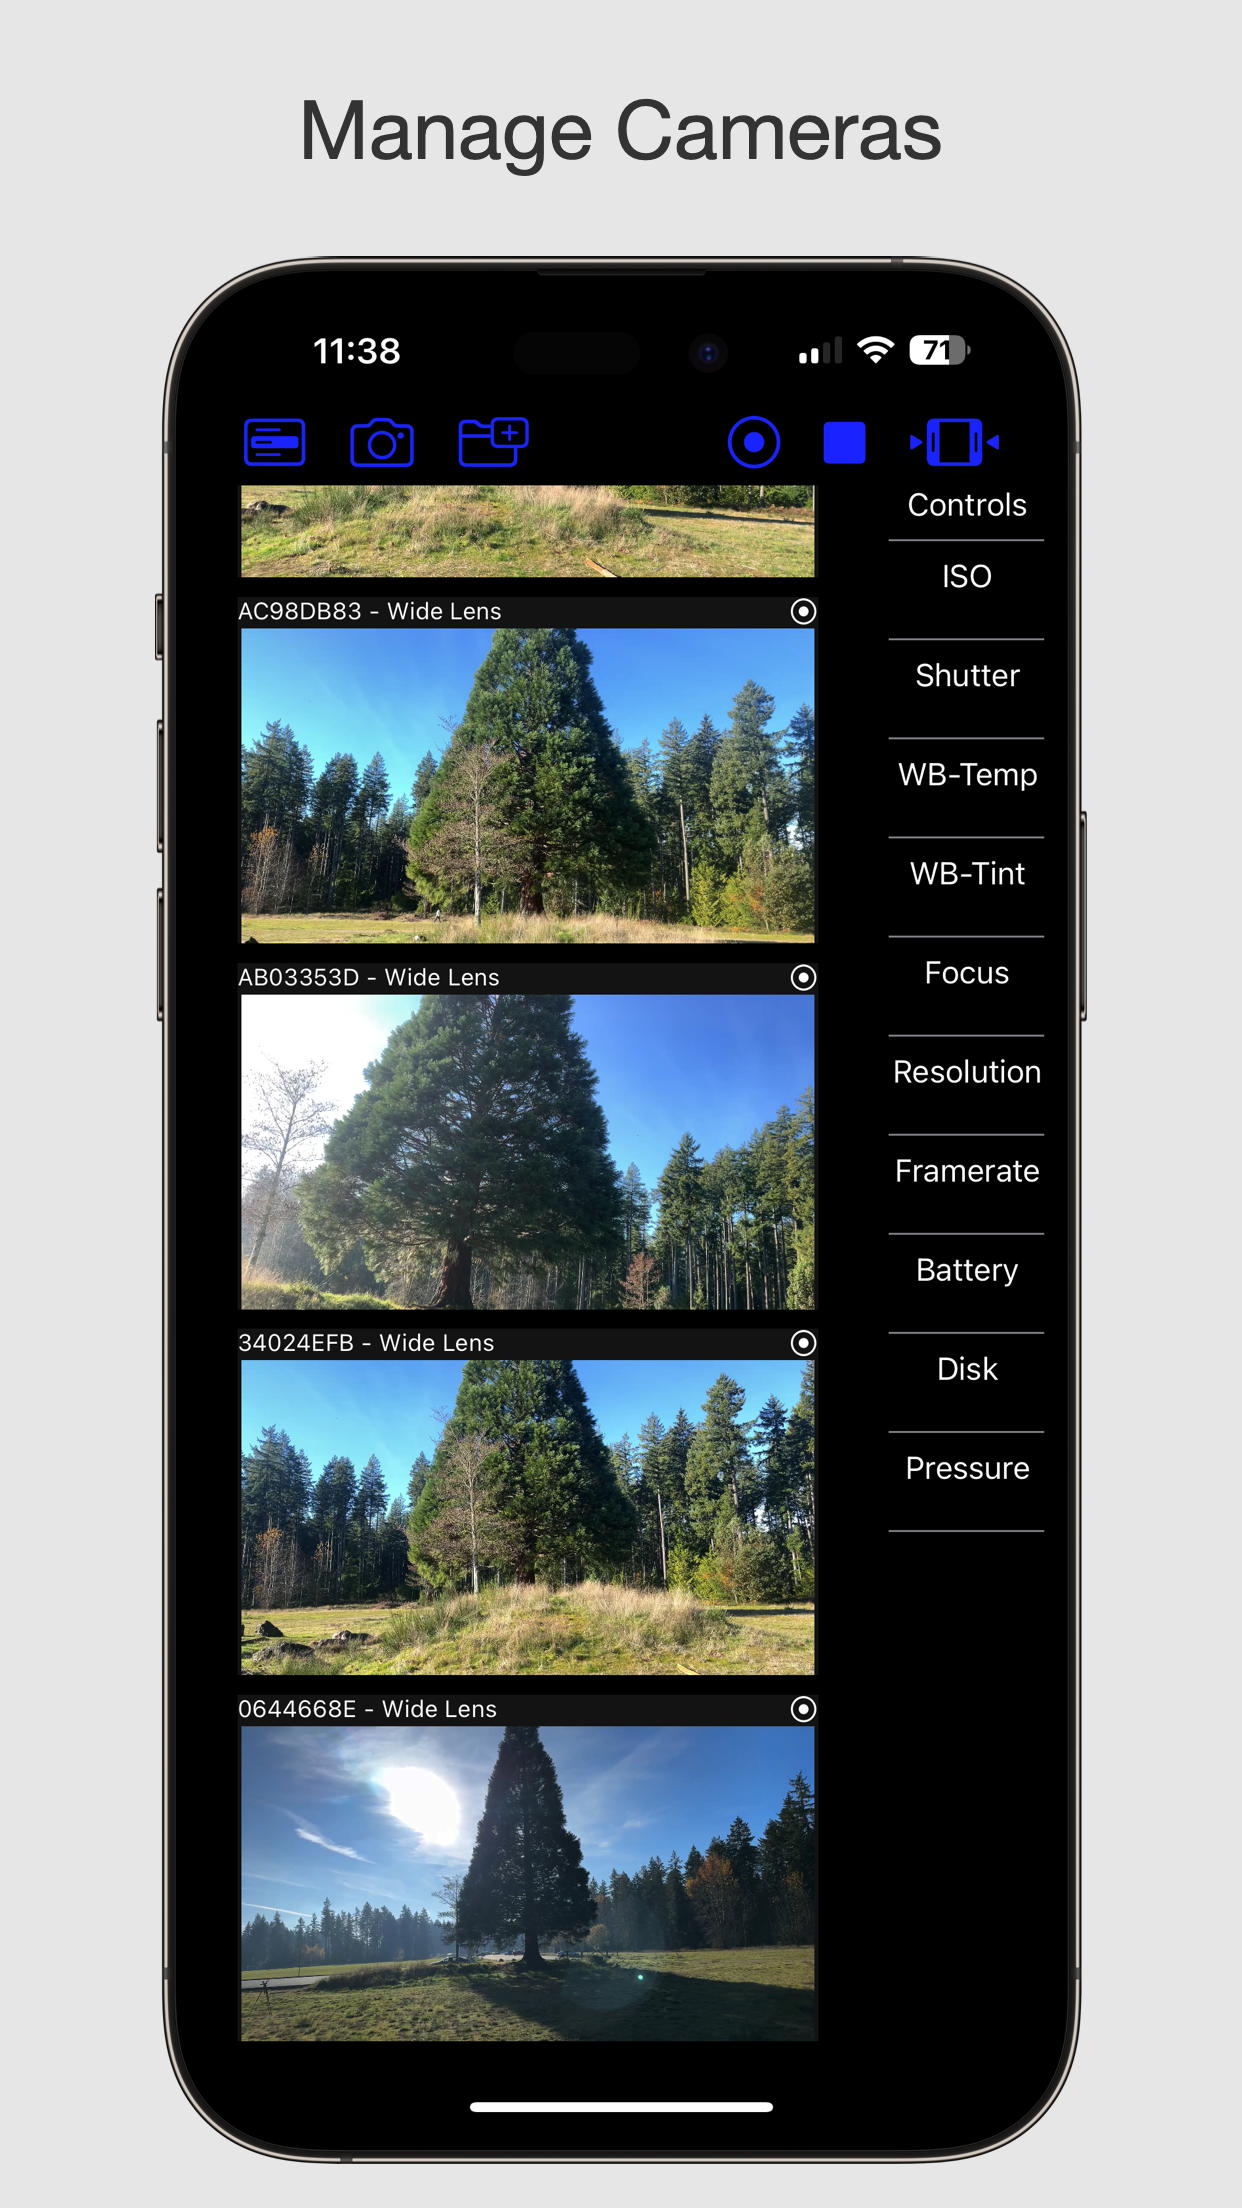 Manage Cameras
11:38
71
Controls
ISO
AC98DB83 - Wide Lens
Shutter
WB-Temp
WB-Tint
AB03353D - Wide Lens
Focus
Resolution
Framerate
Battery
34024EFB - Wide Lens
Disk
Pressure
0644668E - Wide Lens